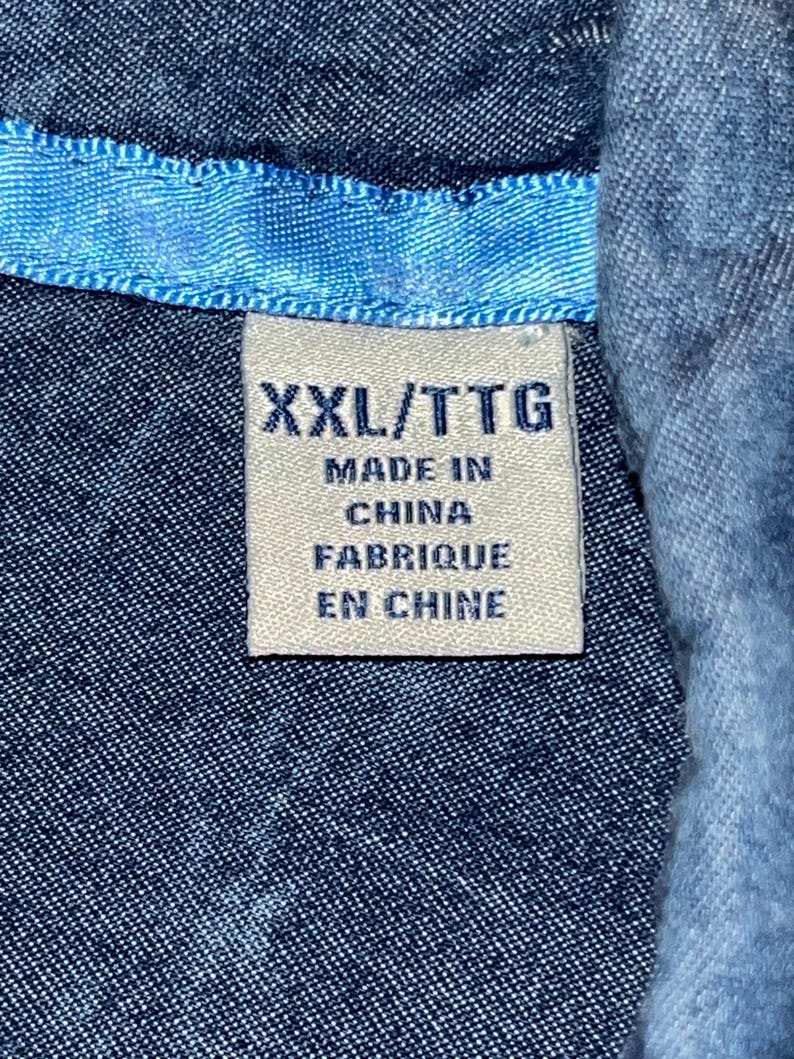 XXL/TTG
MADE IN
CHINA
FABRIQUE
EN CHINE